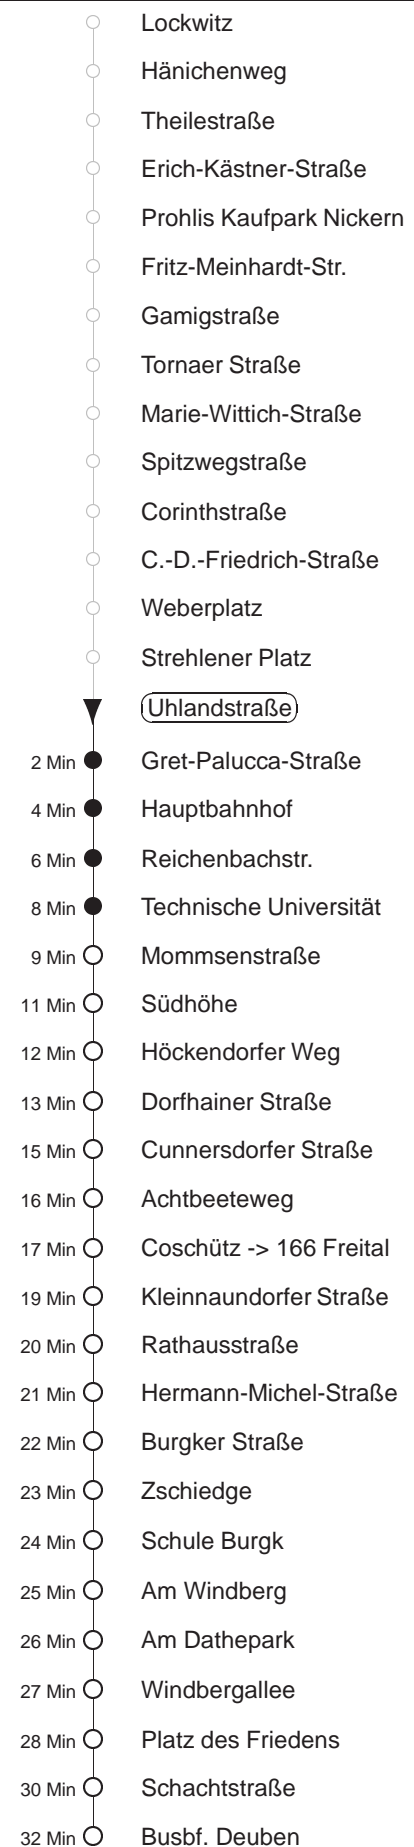 Lockwitz
Hänichenweg
Theilestraße
Erich-Kästner-Straße
Prohlis Kaufpark Nickern
Fritz-Meinhardt-Str.
Gamigstraße
Tornaer Straße
Marie-Wittich-Straße
Spitzwegstraße
Corinthstraße
C.-D.-Friedrich-Straße
Weberplatz
Strehlener Platz
Uhlandstraße
2 Min Gret-Palucca-Straße
4 Min Hauptbahnhof
6 Min Reichenbachstr.
8 Min Technische Universität
9 Min Mommsenstraße
11 Min Südhöhe
12 Min Höckendorfer Weg
13 Min Dorfhainer Straße
15 Min Cunnersdorfer Straße
16 Min Achtbeeteweg
17 Min Coschütz -> 166 Freital
19 Min Kleinnaundorfer Straße
20 Min Rathausstraße
21 Min Hermann-Michel-Straße
22 Min Burgker Straße
23 Min Zschiedge
24 Min Schule Burgk
25 Min Am Windberg
26 Min Am Dathepark
27 Min Windbergallee
28 Min Platz des Friedens
30 Min Schachtstraße
32 Min Busbf. Deuben